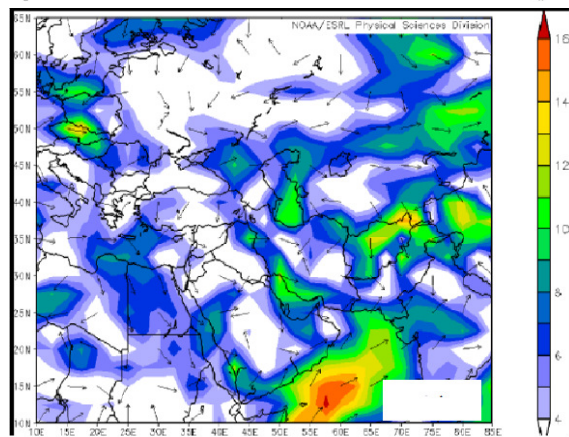 NOAA/ESRL Physical Sciences Division
65N
60N
55N
50N
45N
40N
35N
30N
25N
20N
15N
10N
10E 15E 20E 25E 30E 35E 40E 45E 50E 55E 60E 65E 70E 75E 80E 85E
16
14
12
10
8
6
4